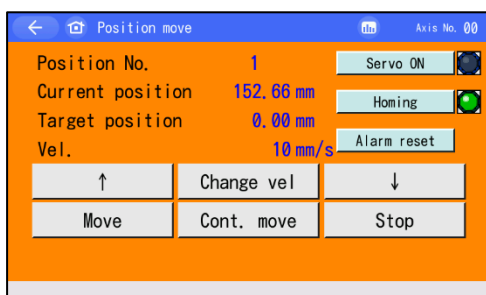 ← Position move Axis No. 00
Position No. 1 Servo ON
Current position 152.66 mm Homing
Target position 0.00 mm
Vel. 10 mm/s Alarm reset
↑ Change vel ↓
Move Cont. move Stop